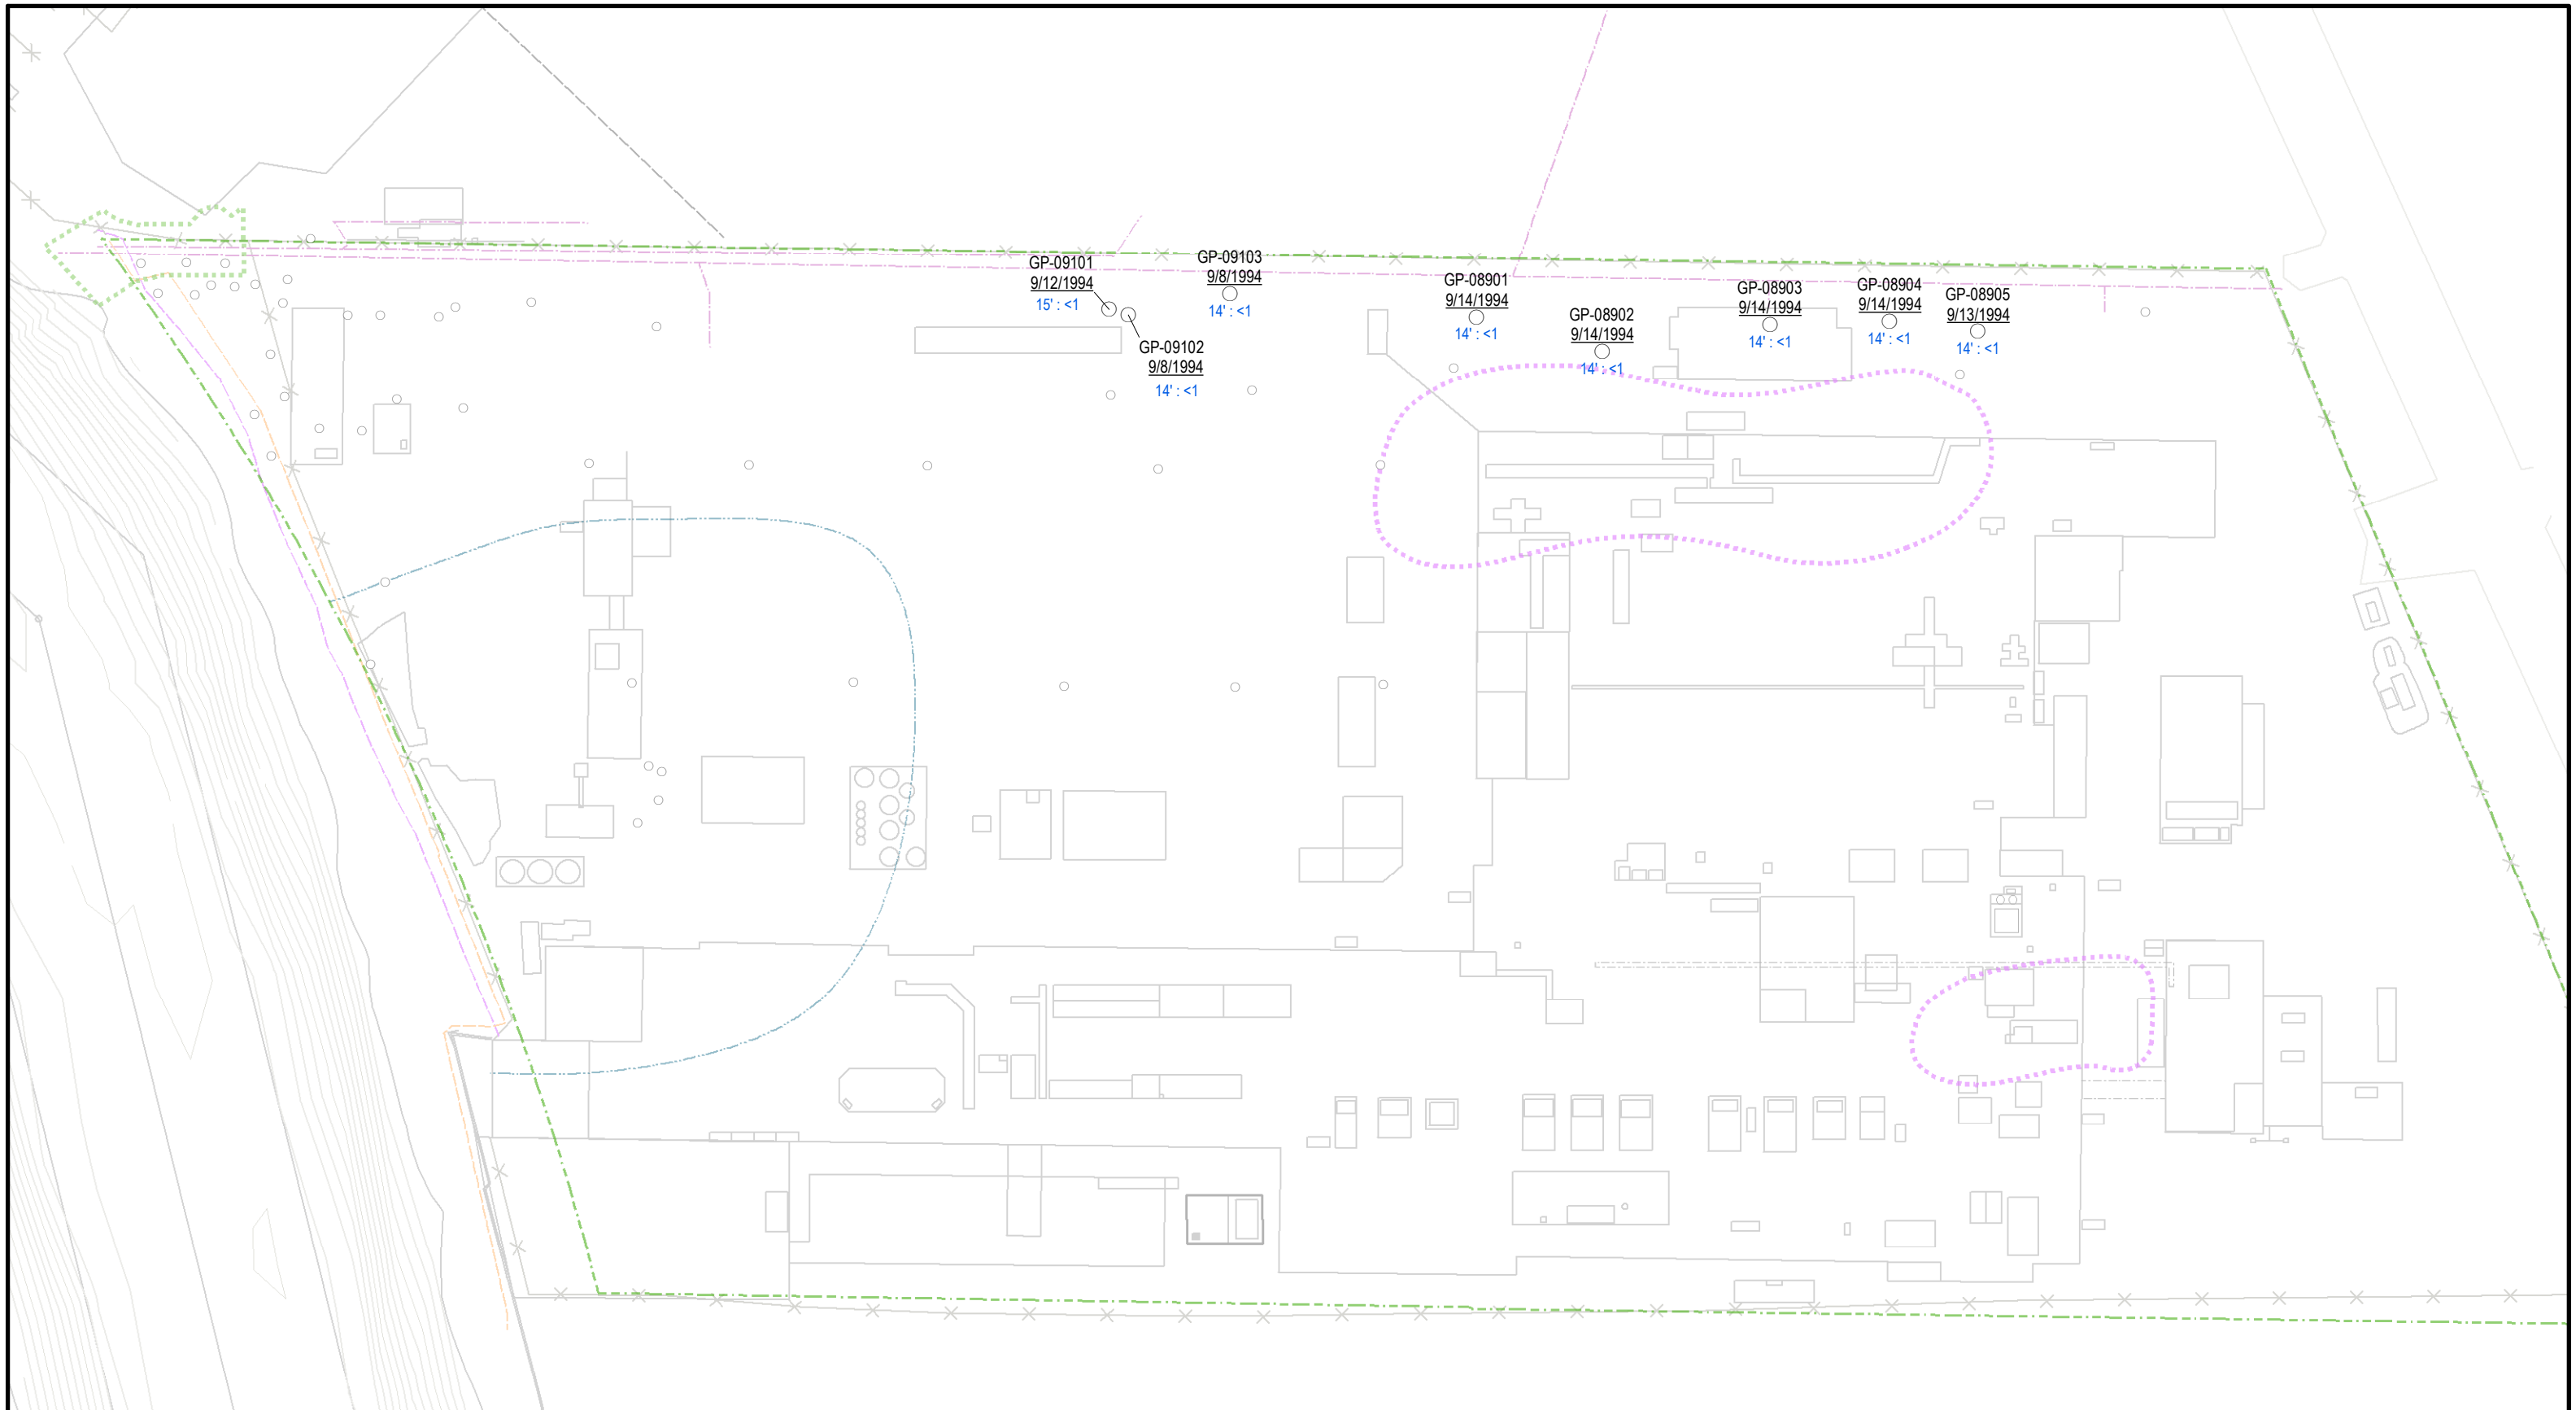 GP-09101
9/12/1994
15' : <1
GP-09102
9/8/1994
14' : <1
GP-09103
9/8/1994
14' : <1
GP-08901
9/14/1994
14' : <1
GP-08902
9/14/1994
14' : <1
GP-08903
9/14/1994
14' : <1
GP-08904
9/14/1994
14' : <1
GP-08905
9/13/1994
14' : <1